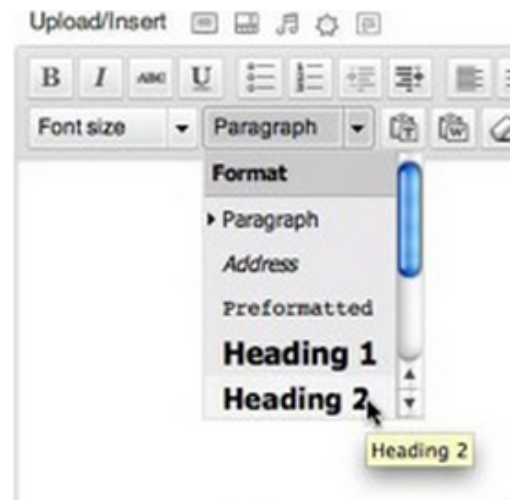 Upload/Insert
B I ABC U
Font size Paragraph
Format
Paragraph
Address
Preformatted
Heading 1
Heading 2
Heading 2